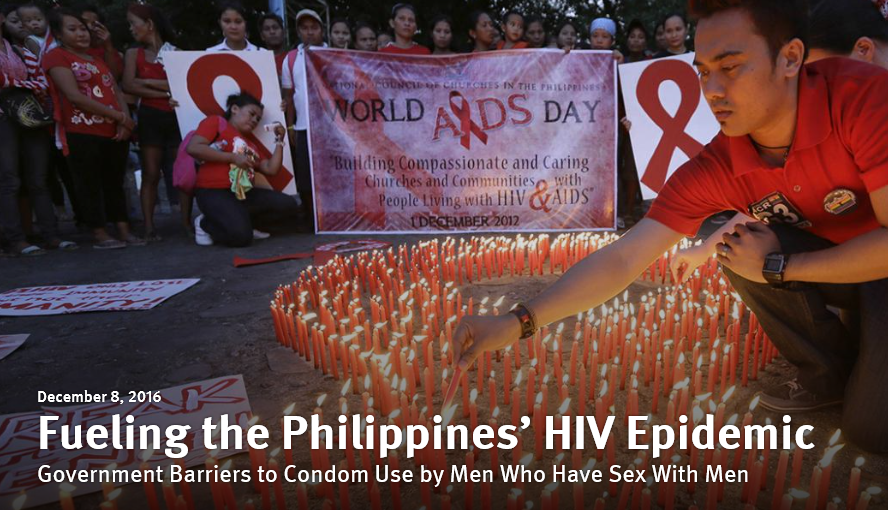 NATIONAL COUNCIL OF CHURCHES IN THE PHILIPPINES
WORLD AIDS DAY
"Building Compassionate and Caring
Churches and Communities with
People Living with HIV & AIDS"
1 DECEMBER 2012
December 8, 2016
Fueling the Philippines' HIV Epidemic
Government Barriers to Condom Use by Men Who Have Sex With Men